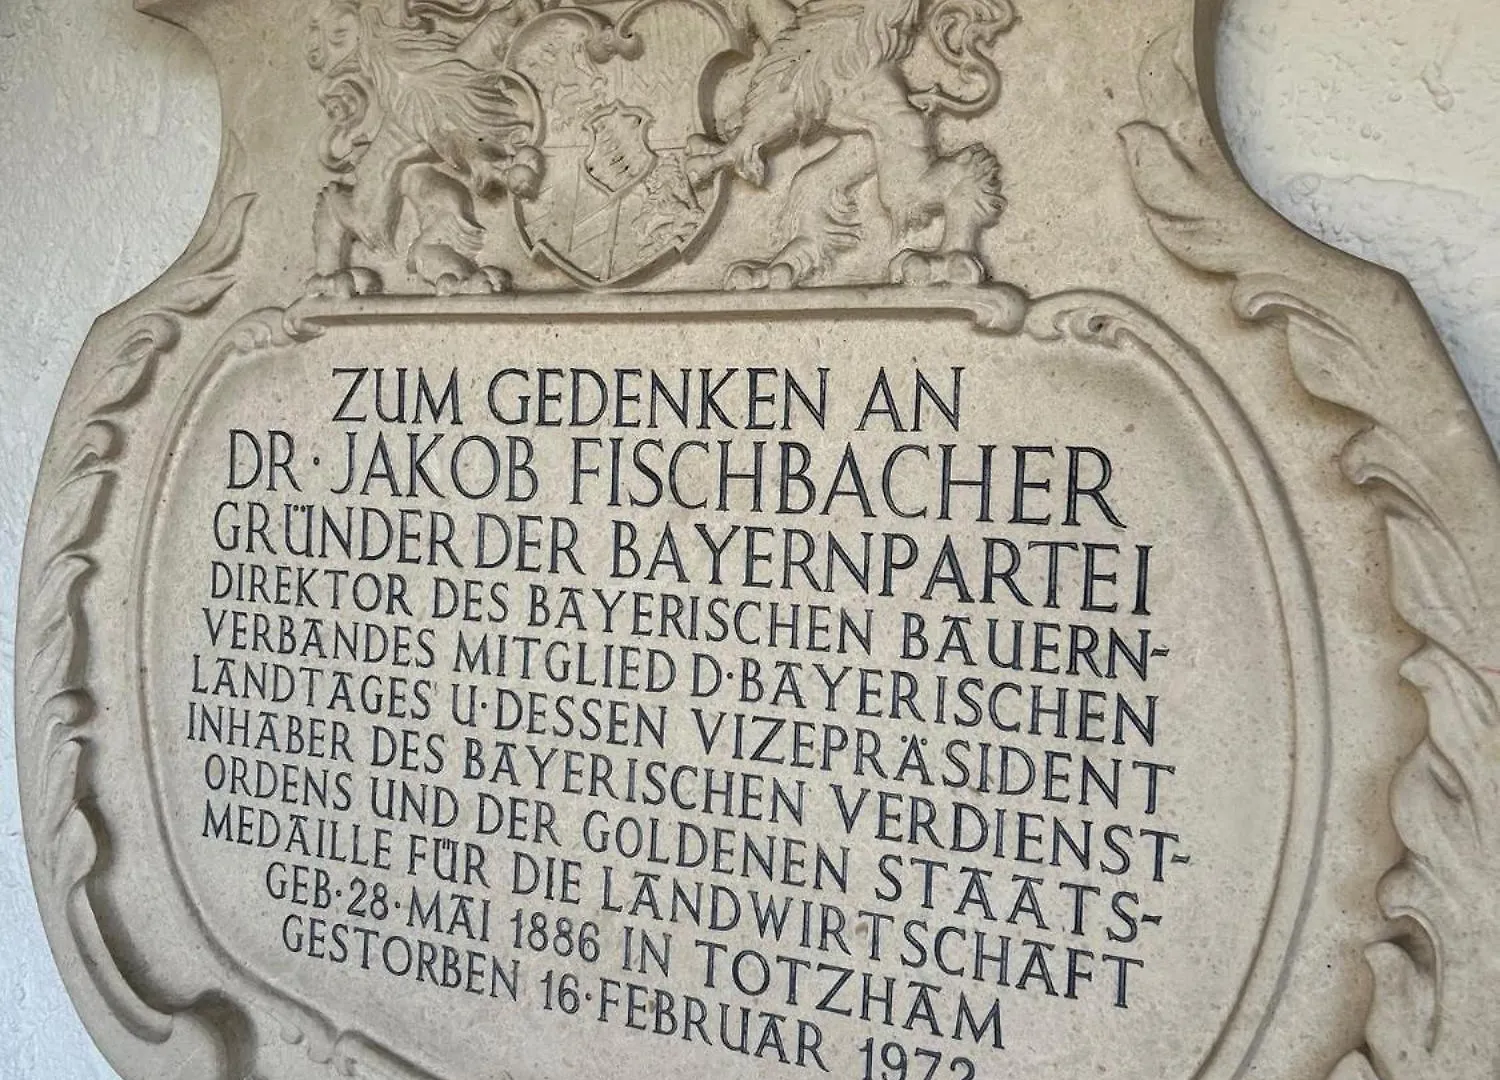 ZUM GEDENKEN AN
DR·JAKOB FISCHBACHER
GRÜNDER DER BAYERNPARTEI
DIREKTOR DES BAYERISCHEN BAUERN-
VERBANDES MITGLIED D·BAYERISCHEN
LANDTAGES U·DESSEN VIZEPRÄSIDENT
INHABER DES BAYERISCHEN VERDIENST-
ORDENS UND DER GOLDENEN STAATS-
MEDAILLE FÜR DIE LANDWIRTSCHAFT
GEB·28·MAI 1886 IN TOTZHAM
GESTORBEN 16·FEBRUAR 1972